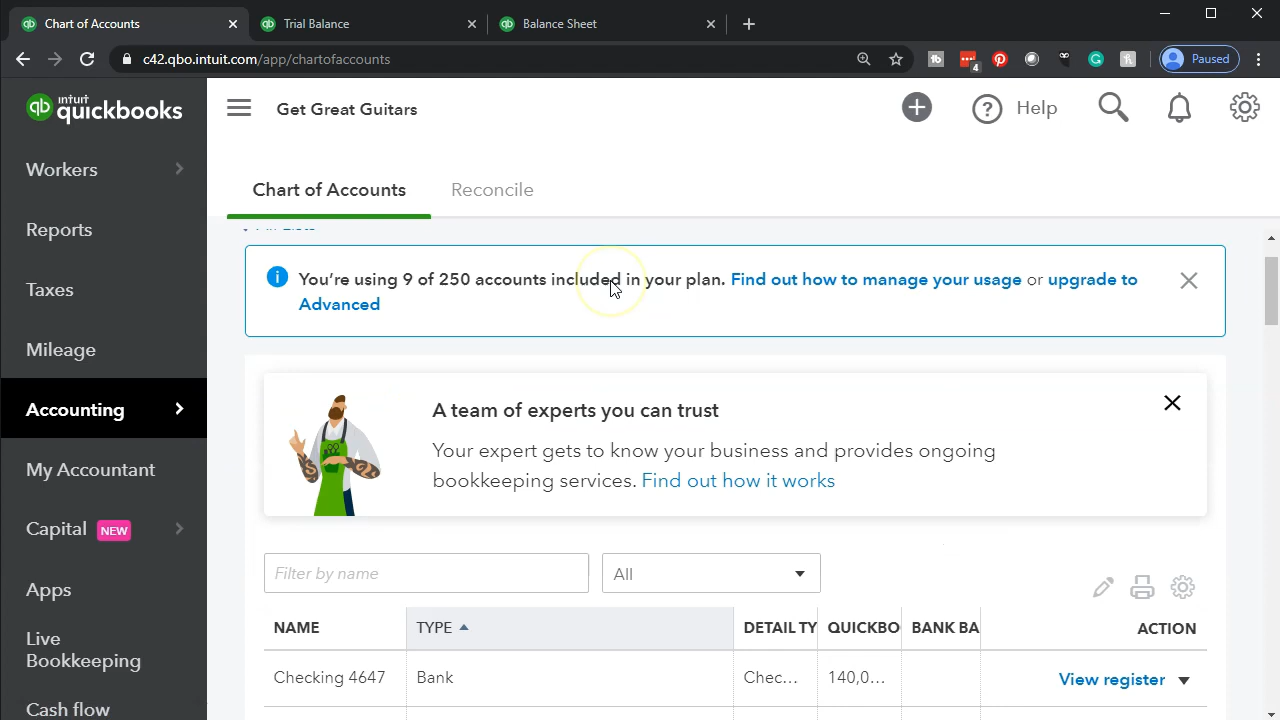 Chart of Accounts
Trial Balance
Balance Sheet
c42.qbo.intuit.com/app/chartofaccounts
4
Paused
intuit
quickbooks
Get Great Guitars
Help
Workers
Reports
Taxes
Mileage
Accounting
My Accountant
Capital NEW
Apps
Live
Bookkeeping
Cash flow
Chart of Accounts
Reconcile
You're using 9 of 250 accounts included in your plan. Find out how to manage your usage or upgrade to
Advanced
A team of experts you can trust
Your expert gets to know your business and provides ongoing
bookkeeping services. Find out how it works
Filter by name
All
NAME TYPE DETAIL TY QUICKBO BANK BA ACTION
Checking 4647 Bank Chec... 140,0... View register